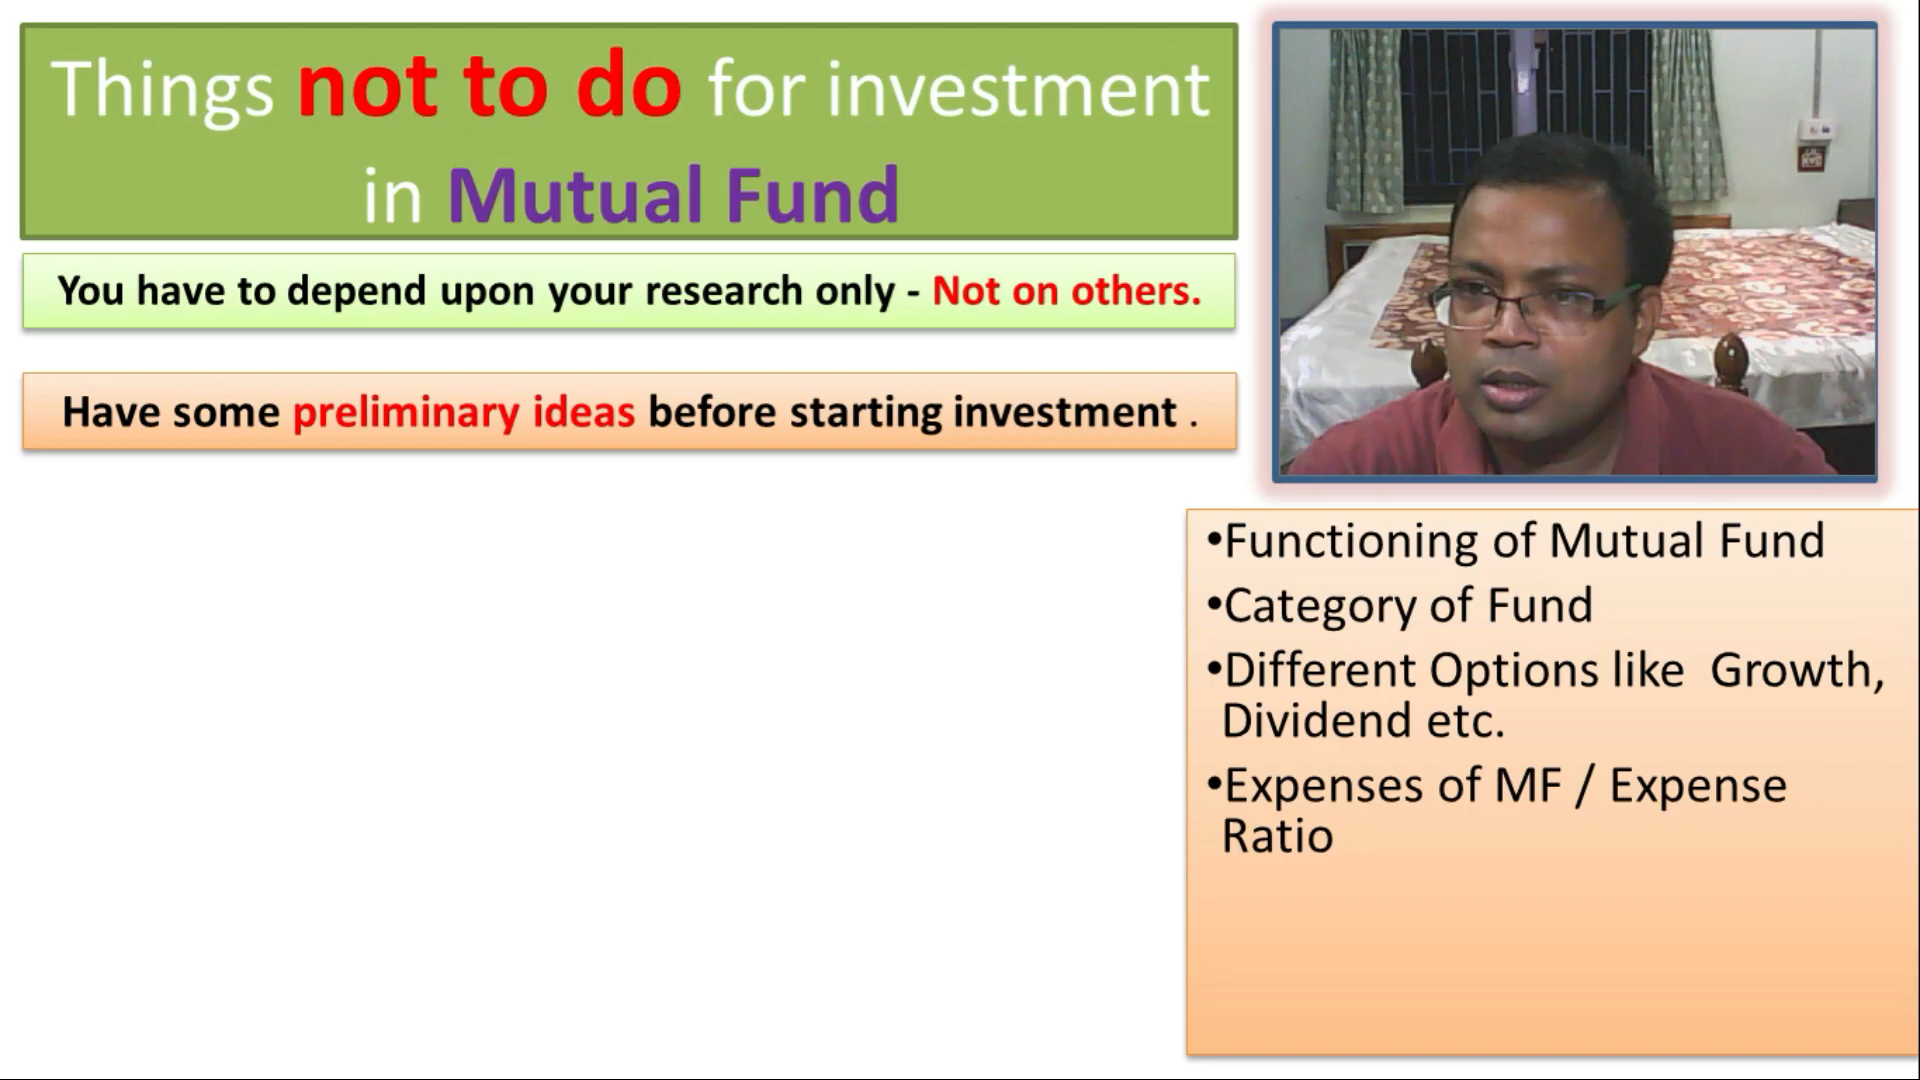 Things not to do for investment
in Mutual Fund
You have to depend upon your research only - Not on others.
Have some preliminary ideas before starting investment .
•Functioning of Mutual Fund
•Category of Fund
•Different Options like Growth,
Dividend etc.
•Expenses of MF / Expense
Ratio